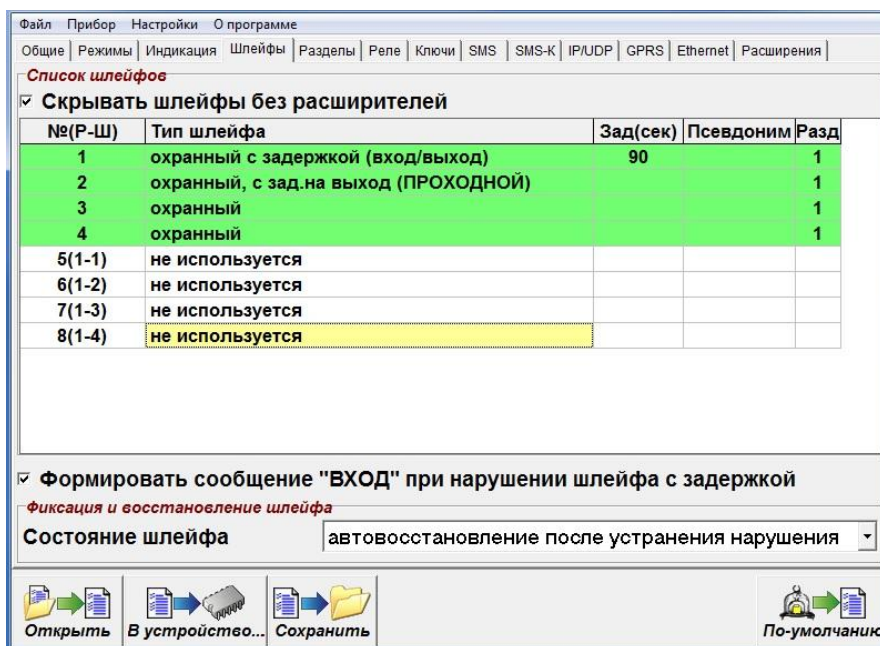 Файл Прибор Настройки О программе
Общие Режимы Индикация Шлейфы Разделы Реле Ключи SMS SMS-К IP/UDP GPRS Ethernet Расширения
Список шлейфов
Скрывать шлейфы без расширителей
№(Р-Ш) Тип шлейфа Зад(сек) Псевдоним Разд
1 охранный с задержкой (вход/выход) 90 1
2 охранный, с зад.на выход (ПРОХОДНОЙ) 1
3 охранный 1
4 охранный 1
5(1-1) не используется
6(1-2) не используется
7(1-3) не используется
8(1-4) не используется
Формировать сообщение "ВХОД" при нарушении шлейфа с задержкой
Фиксация и восстановление шлейфа
Состояние шлейфа автовосстановление после устранения нарушения
Открыть В устройство... Сохранить По-умолчанию